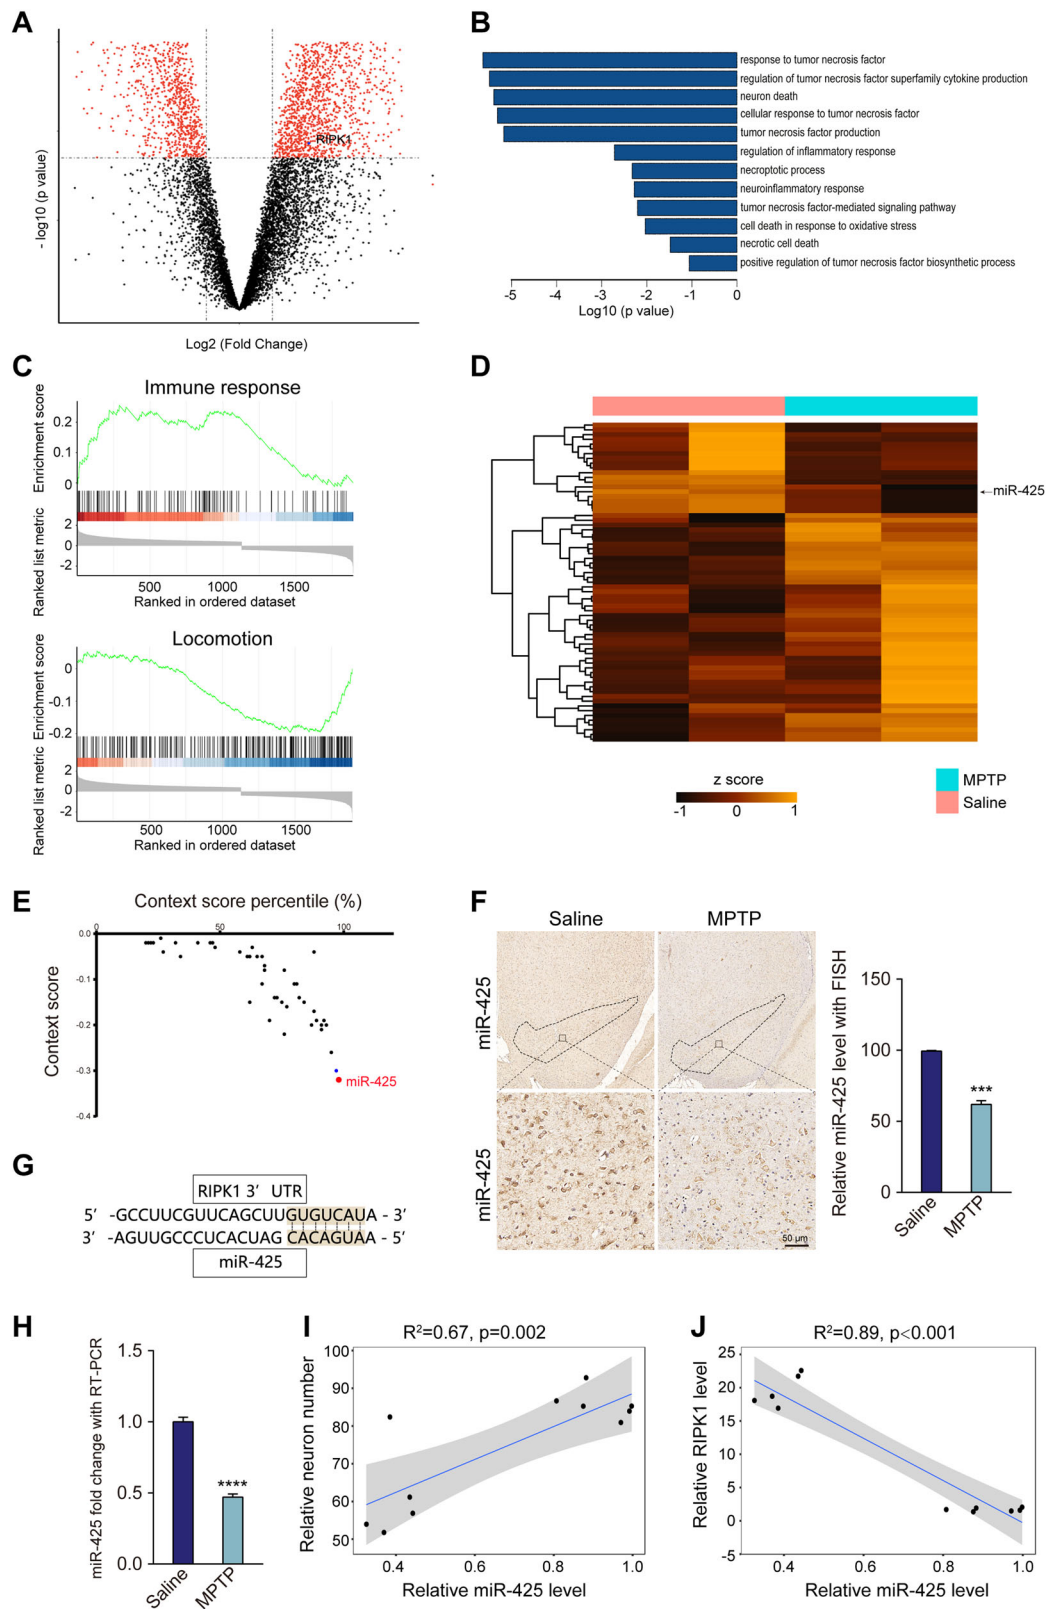 A
- log10 (p value)
RIPK1
Log2 (Fold Change)
B
response to tumor necrosis factor
regulation of tumor necrosis factor superfamily cytokine production
neuron death
cellular response to tumor necrosis factor
tumor necrosis factor production
regulation of inflammatory response
necroptotic process
neuroinflammatory response
tumor necrosis factor-mediated signaling pathway
cell death in response to oxidative stress
necrotic cell death
positive regulation of tumor necrosis factor biosynthetic process
-5 -4 -3 -2 -1 0
Log10 (p value)
C
Immune response
Enrichment score
0.2
0.1
0
Ranked list metric
2
0
-2
500 1000 1500
Ranked in ordered dataset
Locomotion
Enrichment score
0
-0.1
-0.2
Ranked list metric
2
0
-2
500 1000 1500
Ranked in ordered dataset
D
miR-425
z score
-1 0 1
MPTP
Saline
E
Context score percentile (%)
0 50 100
Context score
0.0
-0.1
-0.2
-0.3
-0.4
miR-425
F
Saline MPTP
miR-425
miR-425
50 μm
Relative miR-425 level with FISH
150
100
50
0
***
Saline
MPTP
G
RIPK1 3′ UTR
5′ -GCCUUCGUUCAGCUUGUGUCAUA - 3′
3′ -AGUUGCCCUCACUAG CACAGUAA - 5′
miR-425
H
miR-425 fold change with RT-PCR
1.5
1.0
0.5
0.0
****
Saline
MPTP
I
R²=0.67, p=0.002
Relative neuron number
100
90
80
70
60
50
0.4 0.6 0.8 1.0
Relative miR-425 level
J
R²=0.89, p<0.001
Relative RIPK1 level
25
20
15
10
5
0
-5
0.4 0.6 0.8 1.0
Relative miR-425 level